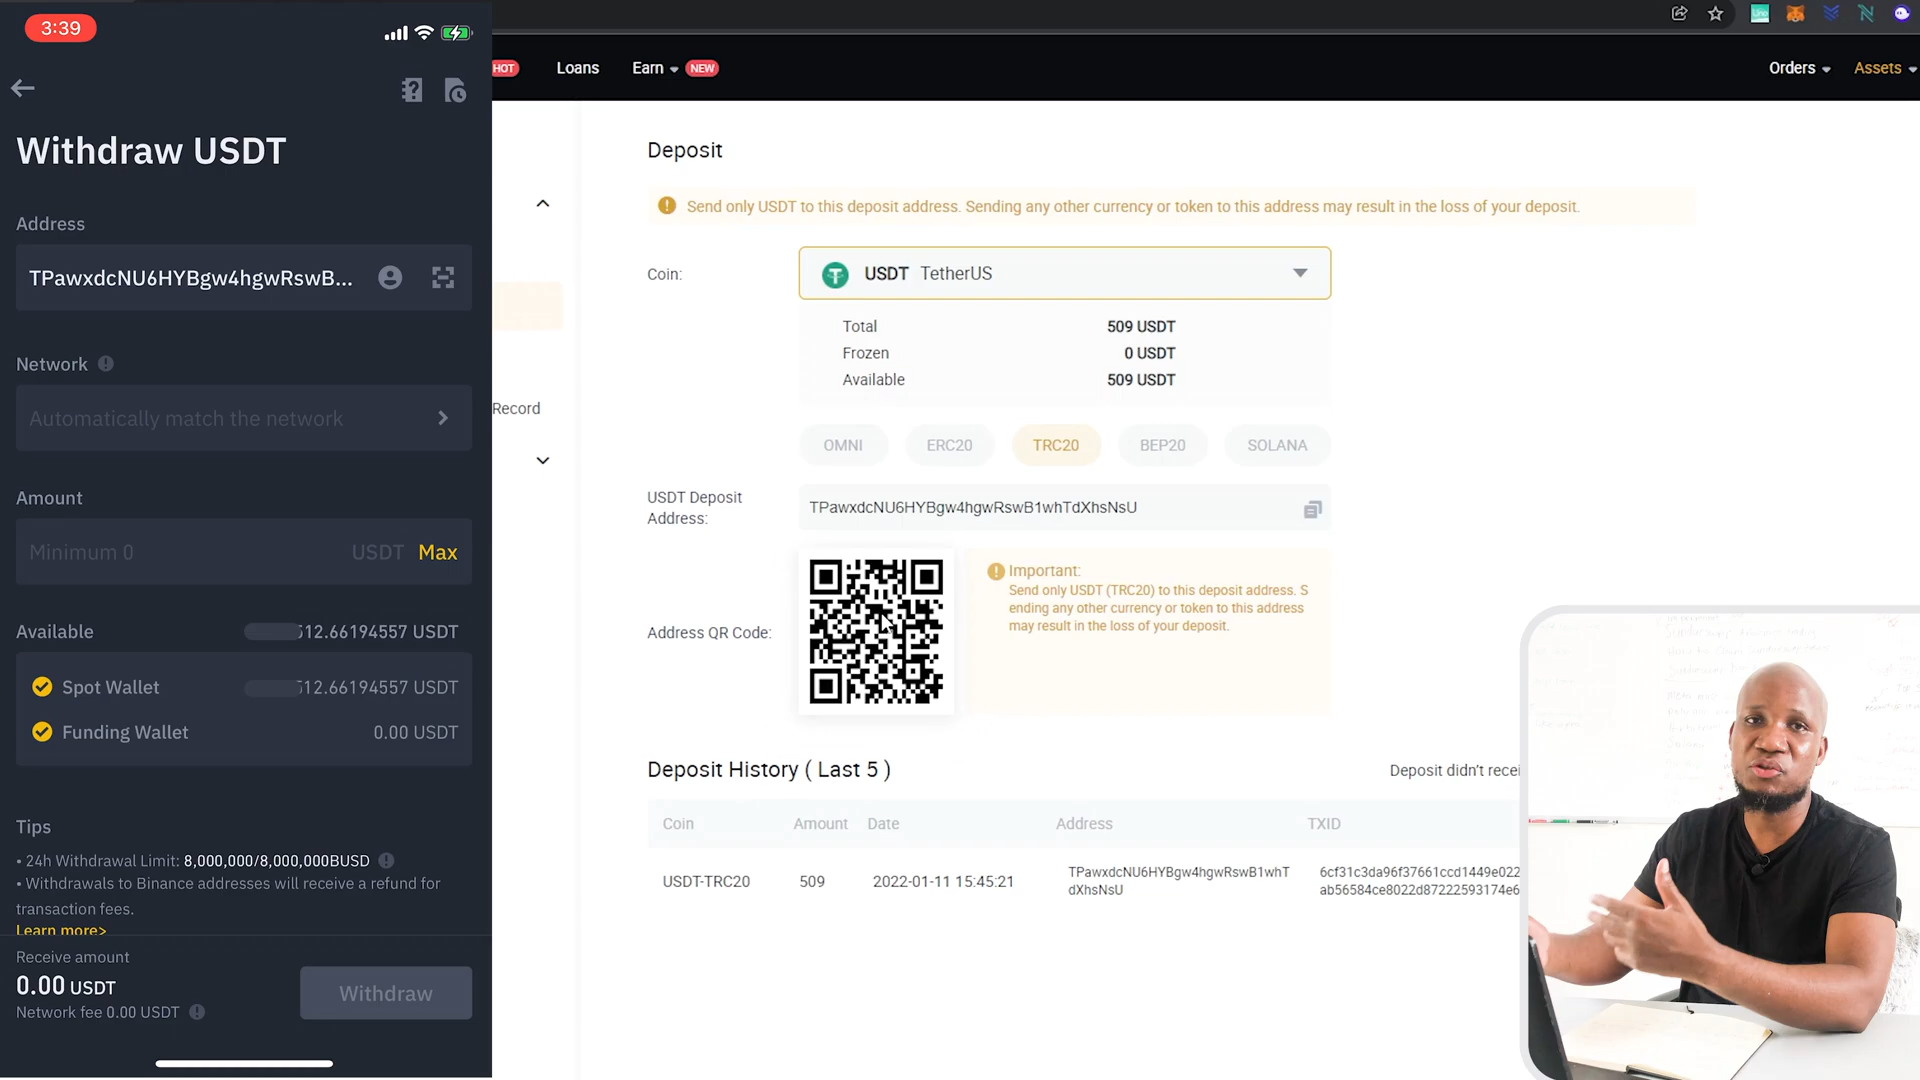 3:39
Withdraw USDT
Address
TPawxdcNU6HYBgw4hgwRswB...
Network
Automatically match the network
Amount
Minimum 0 USDT Max
Available 512.66194557 USDT
Spot Wallet 512.66194557 USDT
Funding Wallet 0.00 USDT
Tips
• 24h Withdrawal Limit: 8,000,000/8,000,000BUSD
• Withdrawals to Binance addresses will receive a refund for
transaction fees.
Learn more>
Receive amount
0.00 USDT
Network fee 0.00 USDT
Withdraw
HOT Loans Earn NEW Orders Assets
Record
Deposit
Send only USDT to this deposit address. Sending any other currency or token to this address may result in the loss of your deposit.
Coin: USDT TetherUS
Total 509 USDT
Frozen 0 USDT
Available 509 USDT
OMNI ERC20 TRC20 BEP20 SOLANA
USDT Deposit
Address:
TPawxdcNU6HYBgw4hgwRswB1whTdXhsNsU
Address QR Code:
Important:
Send only USDT (TRC20) to this deposit address. S
ending any other currency or token to this address
may result in the loss of your deposit.
Deposit History ( Last 5 )
Deposit didn't recei
Coin Amount Date Address TXID
USDT-TRC20 509 2022-01-11 15:45:21
TPawxdcNU6HYBgw4hgwRswB1whT
dXhsNsU
6cf31c3da96f37661ccd1449e022
ab56584ce8022d87222593174e6